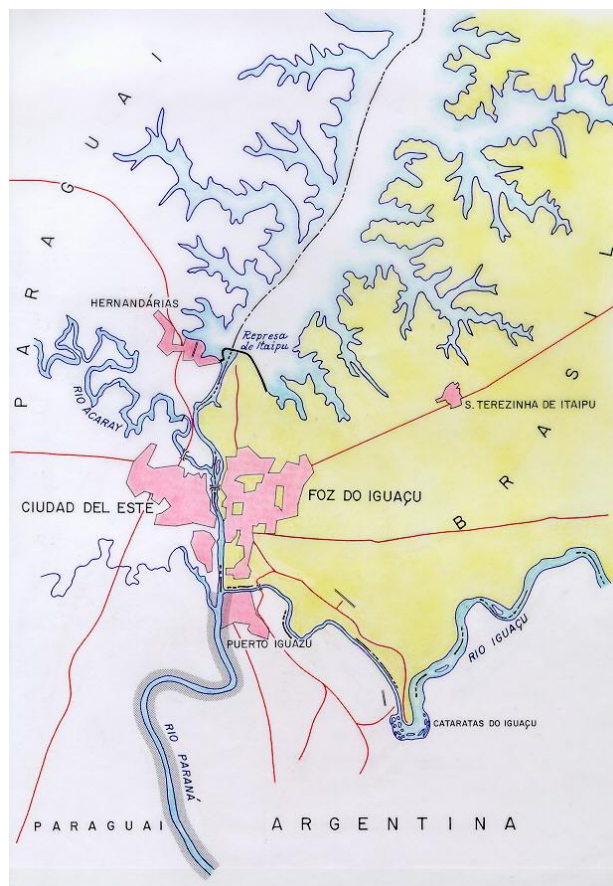 PARAGUAI
HERNANDÁRIAS
Represa
de Itaipu
RIO ACARAY
S. TEREZINHA DE ITAIPU
BRASIL
CIUDAD DEL ESTE
FOZ DO IGUAÇU
PUERTO IGUAZU
RIO IGUAÇU
CATARATAS DO IGUAÇU
RIO PARANÁ
PARAGUAI
ARGENTINA